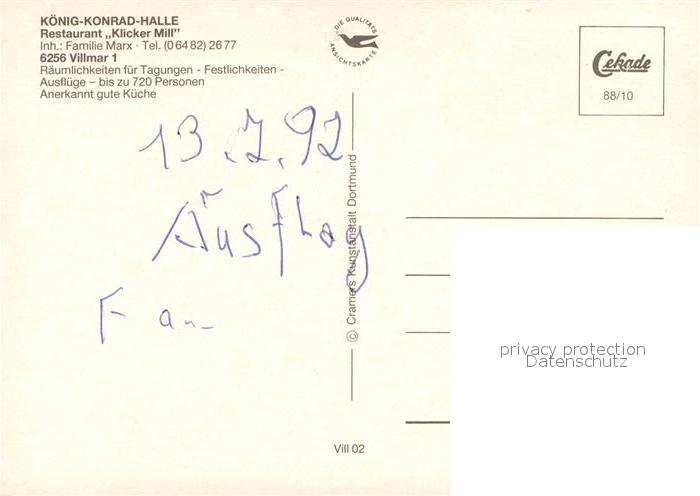 KÖNIG-KONRAD-HALLE
Restaurant „Klicker Mill"
Inh.: Familie Marx · Tel. (0 64 82) 26 77
6256 Villmar 1
Räumlichkeiten für Tagungen - Festlichkeiten -
Ausflüge – bis zu 720 Personen
Anerkannt gute Küche
DIE QUALITÄTS
ANSICHTSKARTE
Cekade
88/10
13.7.92
Ausflug
© Cramers Kunstanstalt Dortmund
privacy protection
Datenschutz
Vill 02